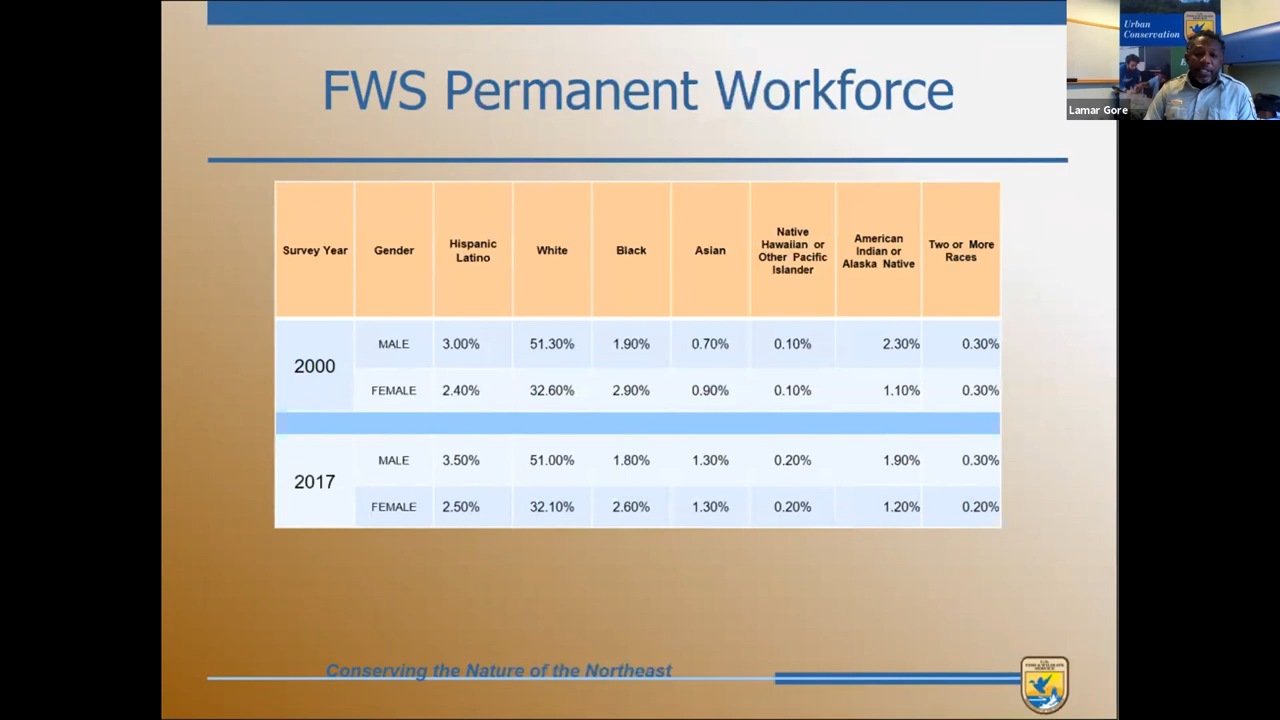 FWS Permanent Workforce
Urban
Conservation
Lamar Gore
Survey Year Gender Hispanic Latino White Black Asian Native Hawaiian or Other Pacific Islander American Indian or Alaska Native Two or More Races
2000
MALE 3.00% 51.30% 1.90% 0.70% 0.10% 2.30% 0.30%
FEMALE 2.40% 32.60% 2.90% 0.90% 0.10% 1.10% 0.30%
2017
MALE 3.50% 51.00% 1.80% 1.30% 0.20% 1.90% 0.30%
FEMALE 2.50% 32.10% 2.60% 1.30% 0.20% 1.20% 0.20%
Conserving the Nature of the Northeast
U.S.
FISH & WILDLIFE
SERVICE